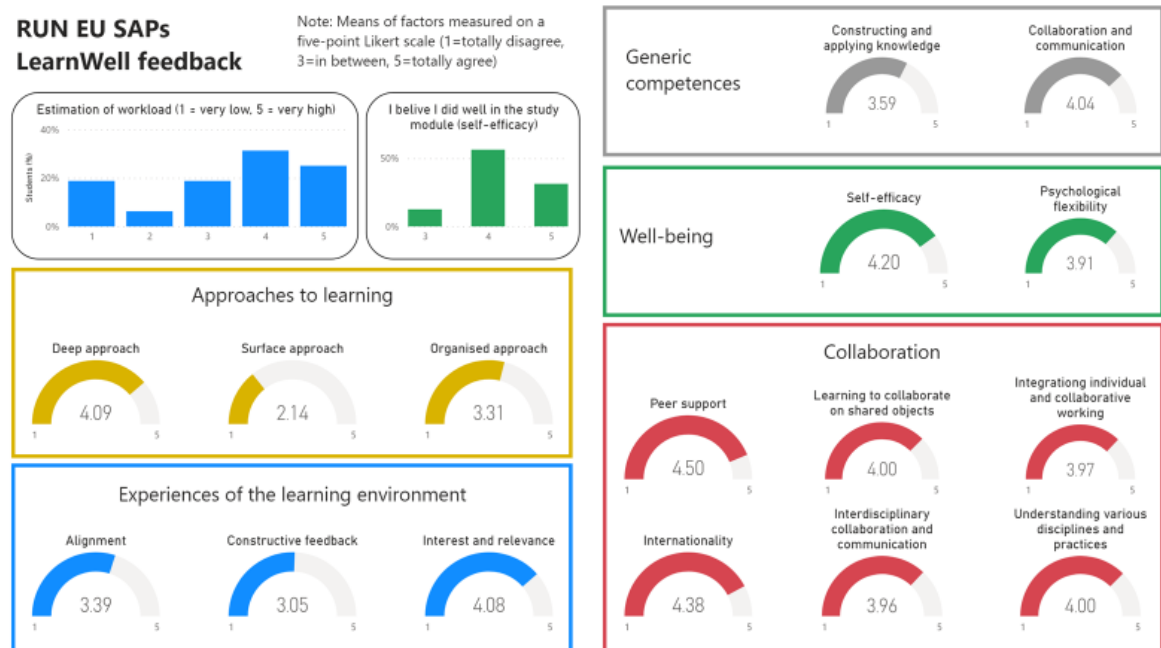 RUN EU SAPs
LearnWell feedback
Note: Means of factors measured on a
five-point Likert scale (1=totally disagree,
3=in between, 5=totally agree)
Estimation of workload (1 = very low, 5 = very high)
Students (%)
40%
20%
0%
1 2 3 4 5
I belive I did well in the study
module (self-efficacy)
50%
0%
3 4 5
Approaches to learning
Deep approach
4.09
1 5
Surface approach
2.14
1 5
Organised approach
3.31
1 5
Experiences of the learning environment
Alignment
3.39
1 5
Constructive feedback
3.05
1 5
Interest and relevance
4.08
1 5
Generic
competences
Constructing and
applying knowledge
3.59
1 5
Collaboration and
communication
4.04
1 5
Well-being
Self-efficacy
4.20
1 5
Psychological
flexibility
3.91
1 5
Collaboration
Peer support
4.50
1 5
Learning to collaborate
on shared objects
4.00
1 5
Integrationg individual
and collaborative
working
3.97
1 5
Internationality
4.38
1 5
Interdisciplinary
collaboration and
communication
3.96
1 5
Understanding various
disciplines and
practices
4.00
1 5